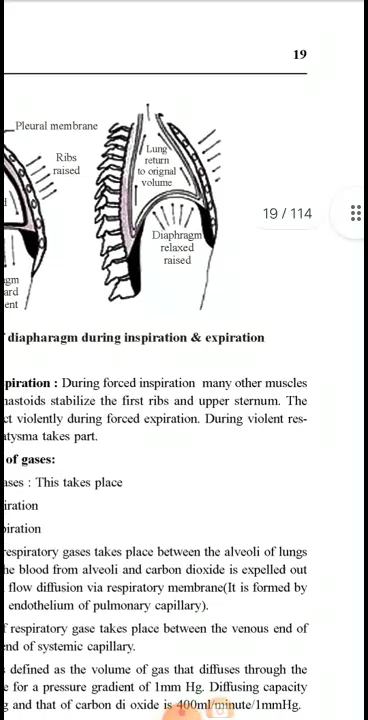 19
Pleural membrane
Ribs
raised
Lung
return
to orignal
volume
19 / 114
Diaphragm
relaxed
raised
ard
ent
diapharagm during inspiration & expiration
piration : During forced inspiration many other muscles
nastoids stabilize the first ribs and upper sternum. The
ct violently during forced expiration. During violent res-
atysma takes part.
of gases:
ases : This takes place
iration
piration
respiratory gases takes place between the alveoli of lungs
he blood from alveoli and carbon dioxide is expelled out
flow diffusion via respiratory membrane(It is formed by
endothelium of pulmonary capillary).
f respiratory gase takes place between the venous end of
end of systemic capillary.
s defined as the volume of gas that diffuses through the
e for a pressure gradient of 1mm Hg. Diffusing capacity
g and that of carbon di oxide is 400ml/minute/1mmHg.